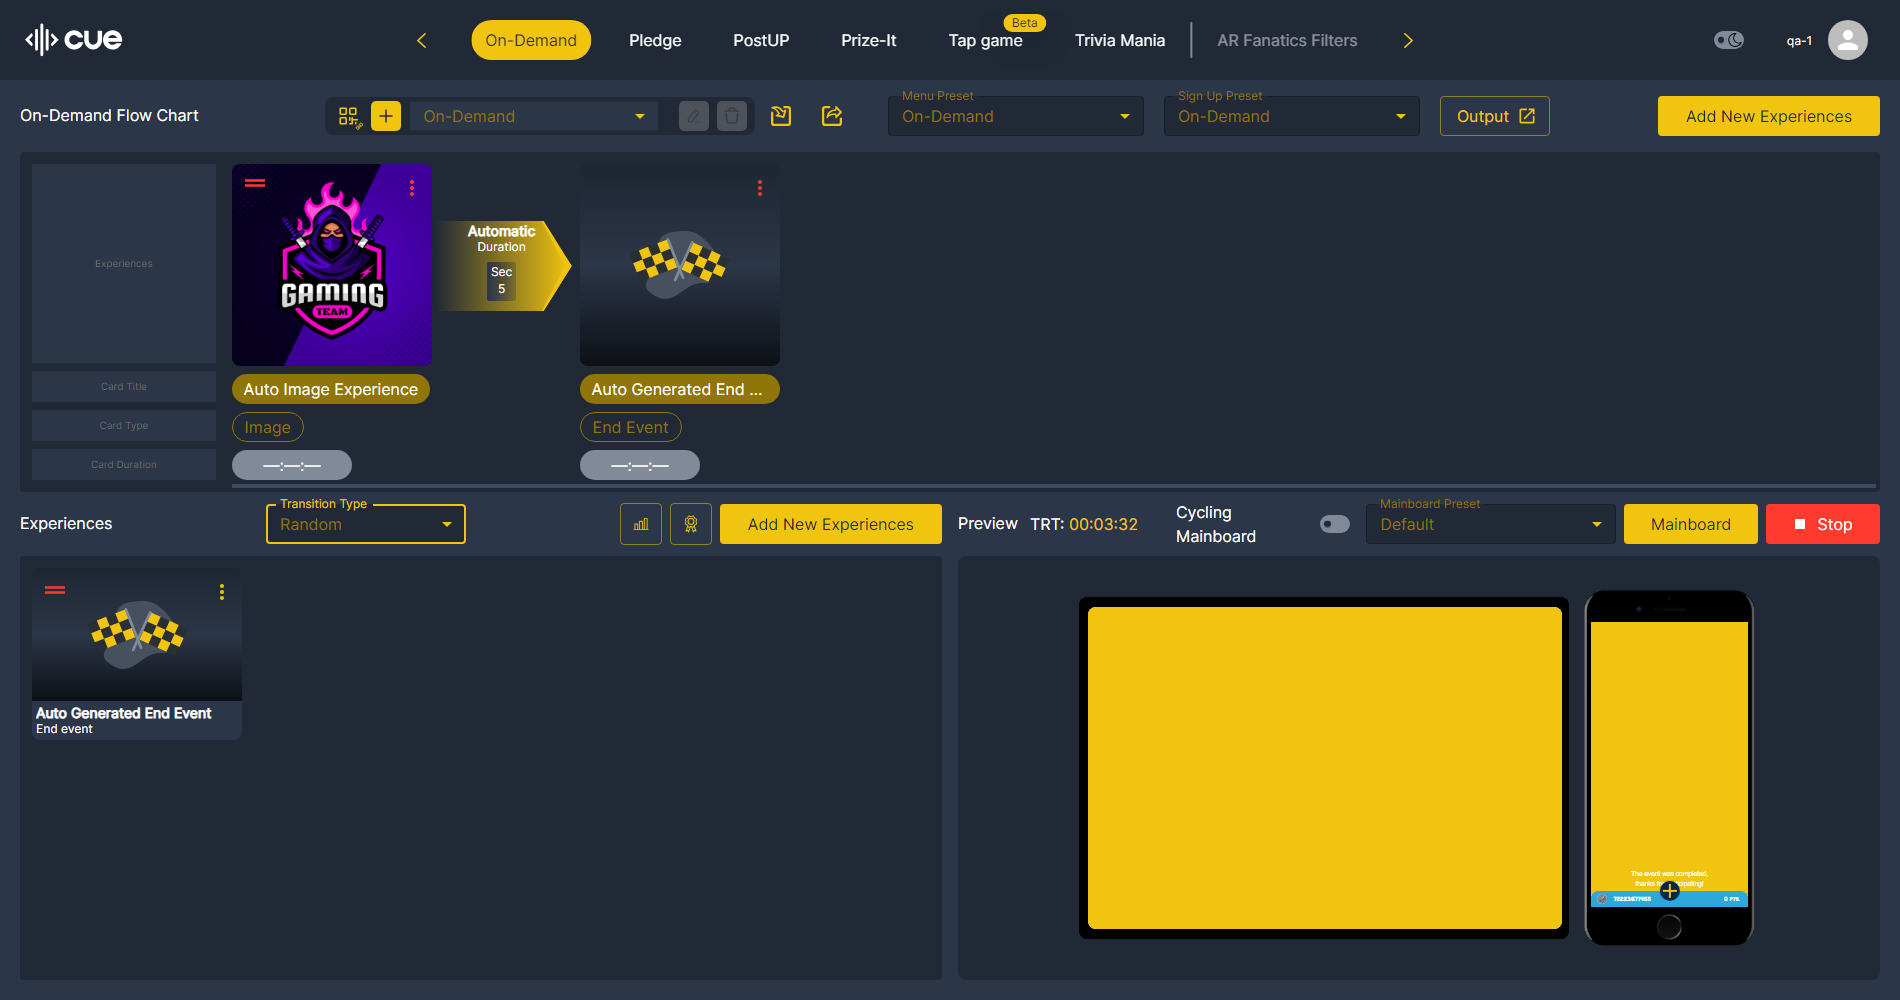 cue
On-Demand
Pledge
PostUP
Prize-It
Tap game
Beta
Trivia Mania
AR Fanatics Filters
qa-1
On-Demand Flow Chart
On-Demand
Menu Preset
On-Demand
Sign Up Preset
On-Demand
Output
Add New Experiences
Experiences
Card Title
Card Type
Card Duration
GAMING
TEAM
Automatic
Duration
Sec
5
Auto Image Experience
Image
—:—:—
Auto Generated End ...
End Event
—:—:—
Experiences
Transition Type
Random
Add New Experiences
Preview
TRT: 00:03:32
Cycling
Mainboard
Mainboard Preset
Default
Mainboard
Stop
Auto Generated End Event
End event
The event was completed,
0 PTS.